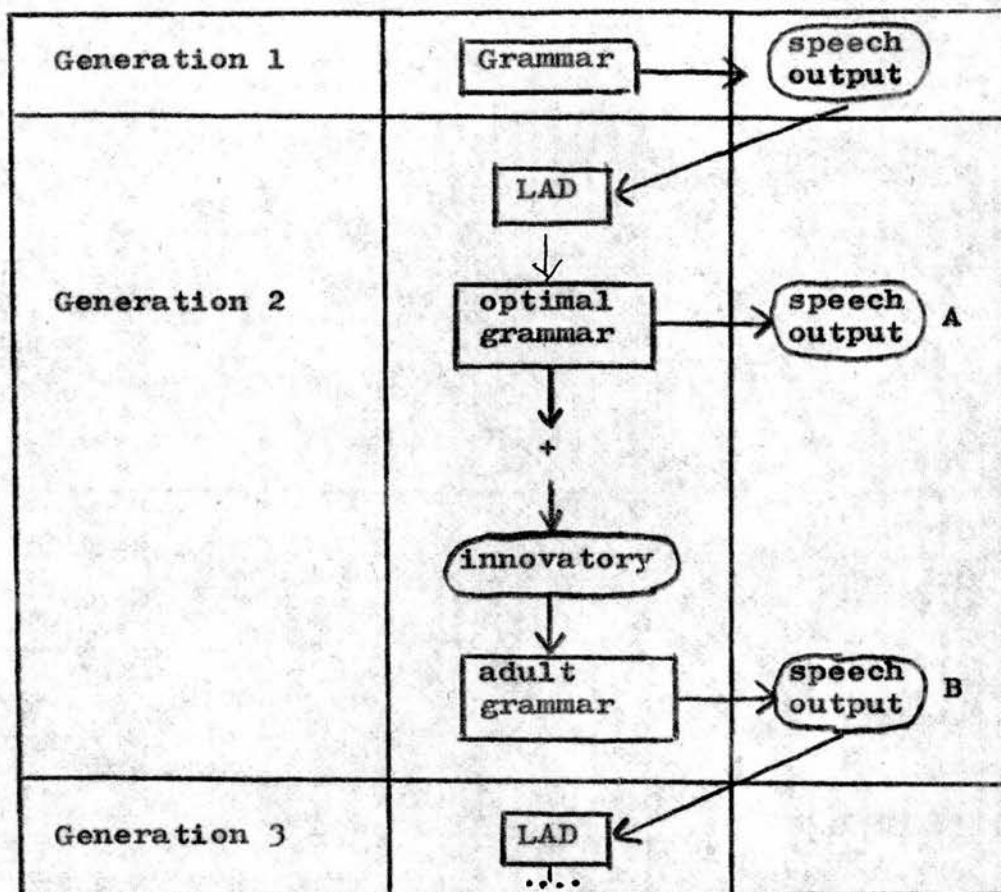 Generation 1
Grammar
speech
output
LAD
Generation 2
optimal
grammar
speech
output
A
+
innovatory
adult
grammar
speech
output
B
Generation 3
LAD
....